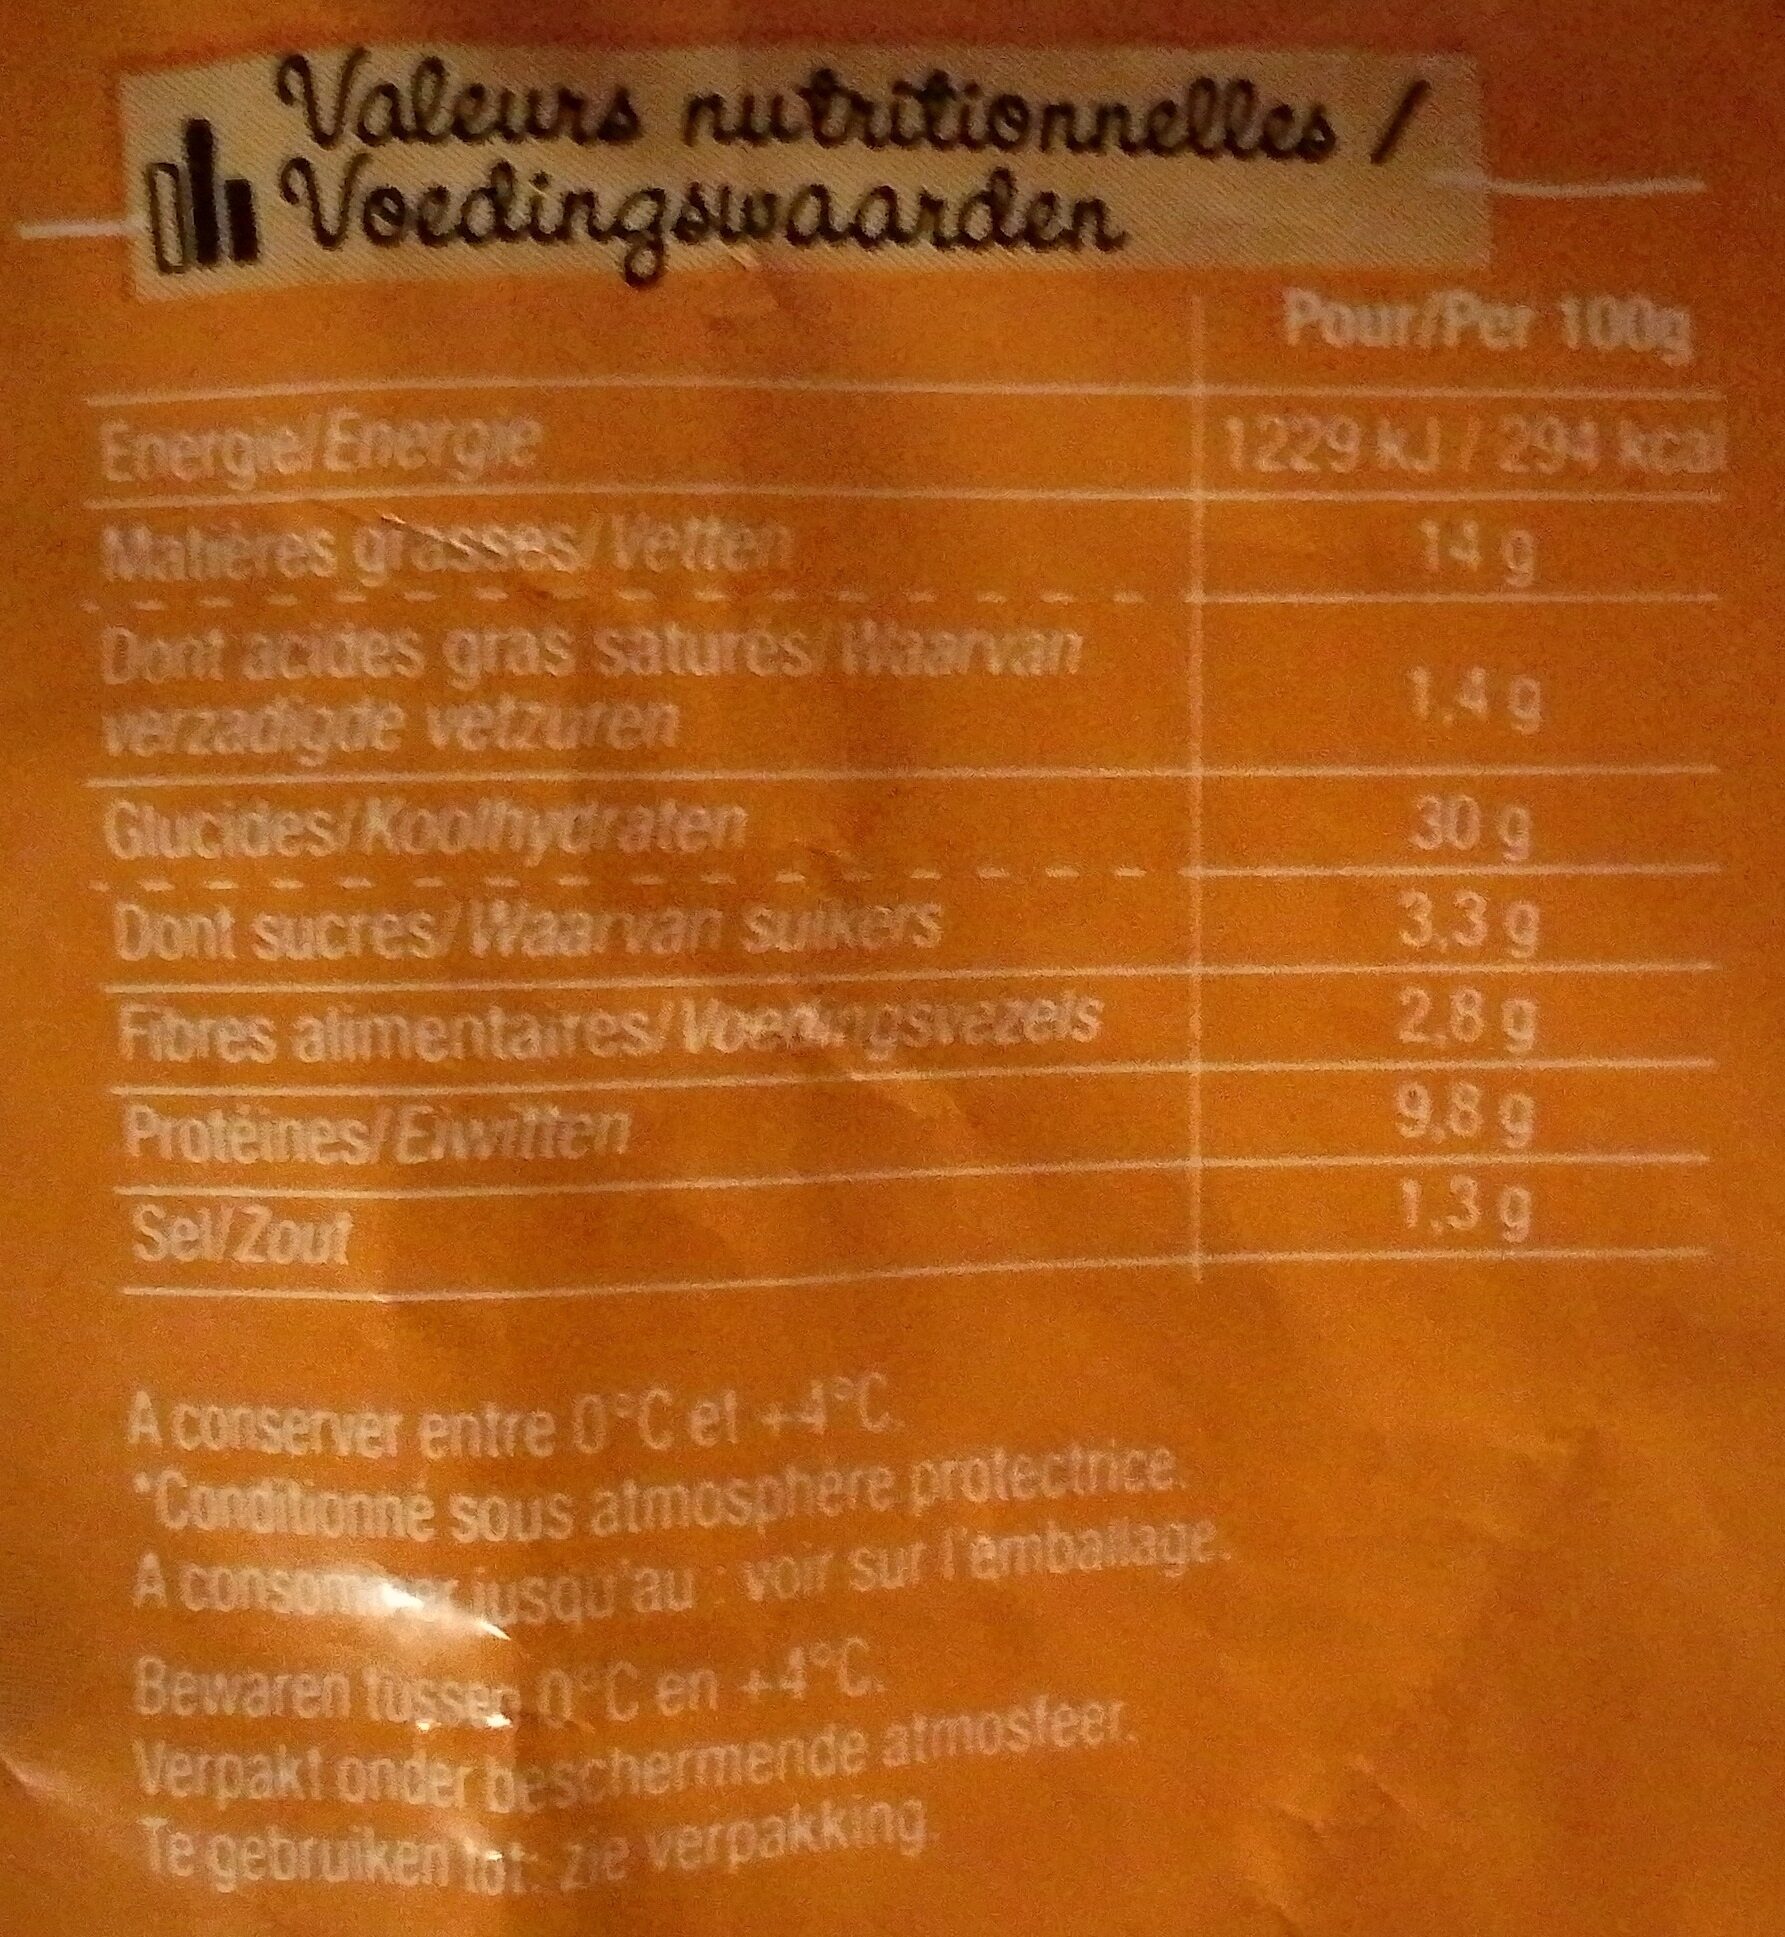 Valeurs nutritionnelles /
Voedingswaarden
Pour/Per 100g
Energie/Energie 1229 kJ / 294 kcal
Matières grasses/Vetten 14 g
Dont acides gras saturés/Waarvan
verzadigde vetzuren 1,4 g
Glucides/Koolhydraten 30 g
Dont sucres/Waarvan suikers 3,3 g
Fibres alimentaires/Voedingsvezels 2,8 g
Protéines/Eiwitten 9,8 g
Sel/Zout 1,3 g
A conserver entre 0°C et +4°C.
*Conditionné sous atmosphère protectrice.
A consommer jusqu'au : voir sur l'emballage.
Bewaren tussen 0°C en +4°C.
Verpakt onder beschermende atmosfeer.
Te gebruiken tot: zie verpakking.